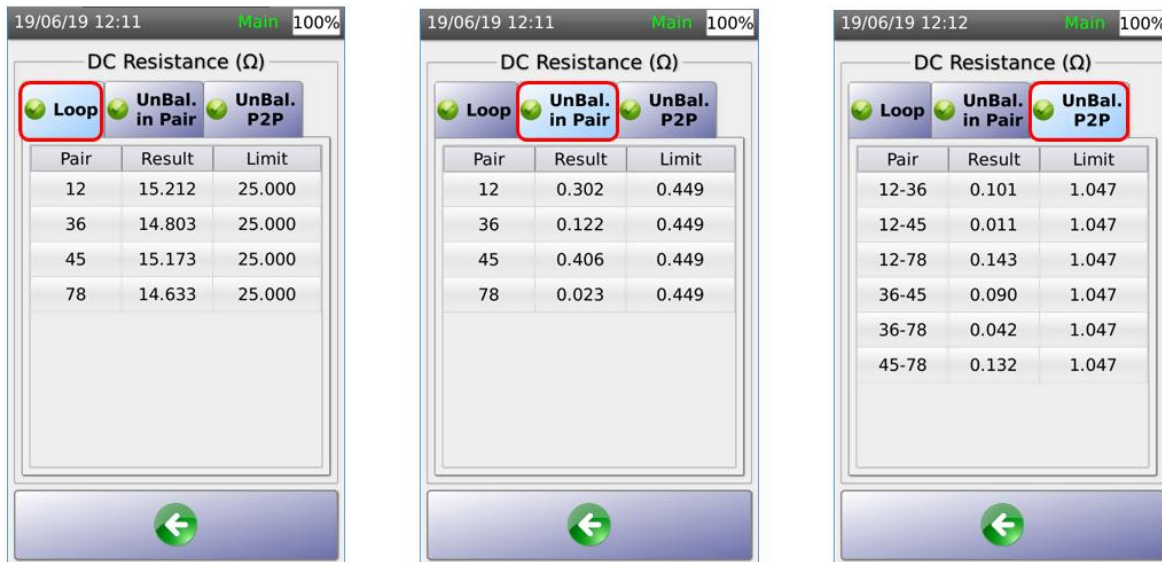 19/06/19 12:11 Main 100%
DC Resistance (Ω)
Loop UnBal. in Pair UnBal. P2P
Pair Result Limit
12 15.212 25.000
36 14.803 25.000
45 15.173 25.000
78 14.633 25.000
19/06/19 12:11 Main 100%
DC Resistance (Ω)
Loop UnBal. in Pair UnBal. P2P
Pair Result Limit
12 0.302 0.449
36 0.122 0.449
45 0.406 0.449
78 0.023 0.449
19/06/19 12:12 Main 100%
DC Resistance (Ω)
Loop UnBal. in Pair UnBal. P2P
Pair Result Limit
12-36 0.101 1.047
12-45 0.011 1.047
12-78 0.143 1.047
36-45 0.090 1.047
36-78 0.042 1.047
45-78 0.132 1.047